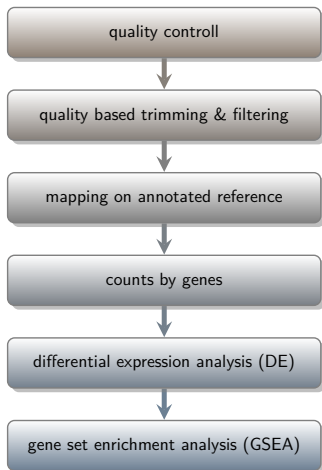 quality controll
quality based trimming & filtering
mapping on annotated reference
counts by genes
differential expression analysis (DE)
gene set enrichment analysis (GSEA)